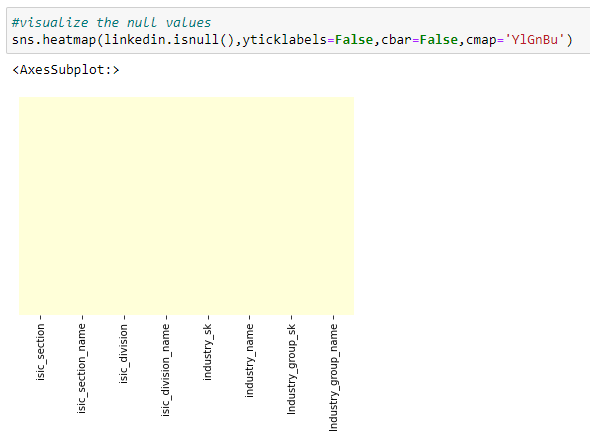 #visualize the null values
sns.heatmap(linkedin.isnull(),yticklabels=False,cbar=False,cmap='YlGnBu')
<AxesSubplot:>
isic_section
isic_section_name
isic_division
isic_division_name
industry_sk
industry_name
Industry_group_sk
Industry_group_name